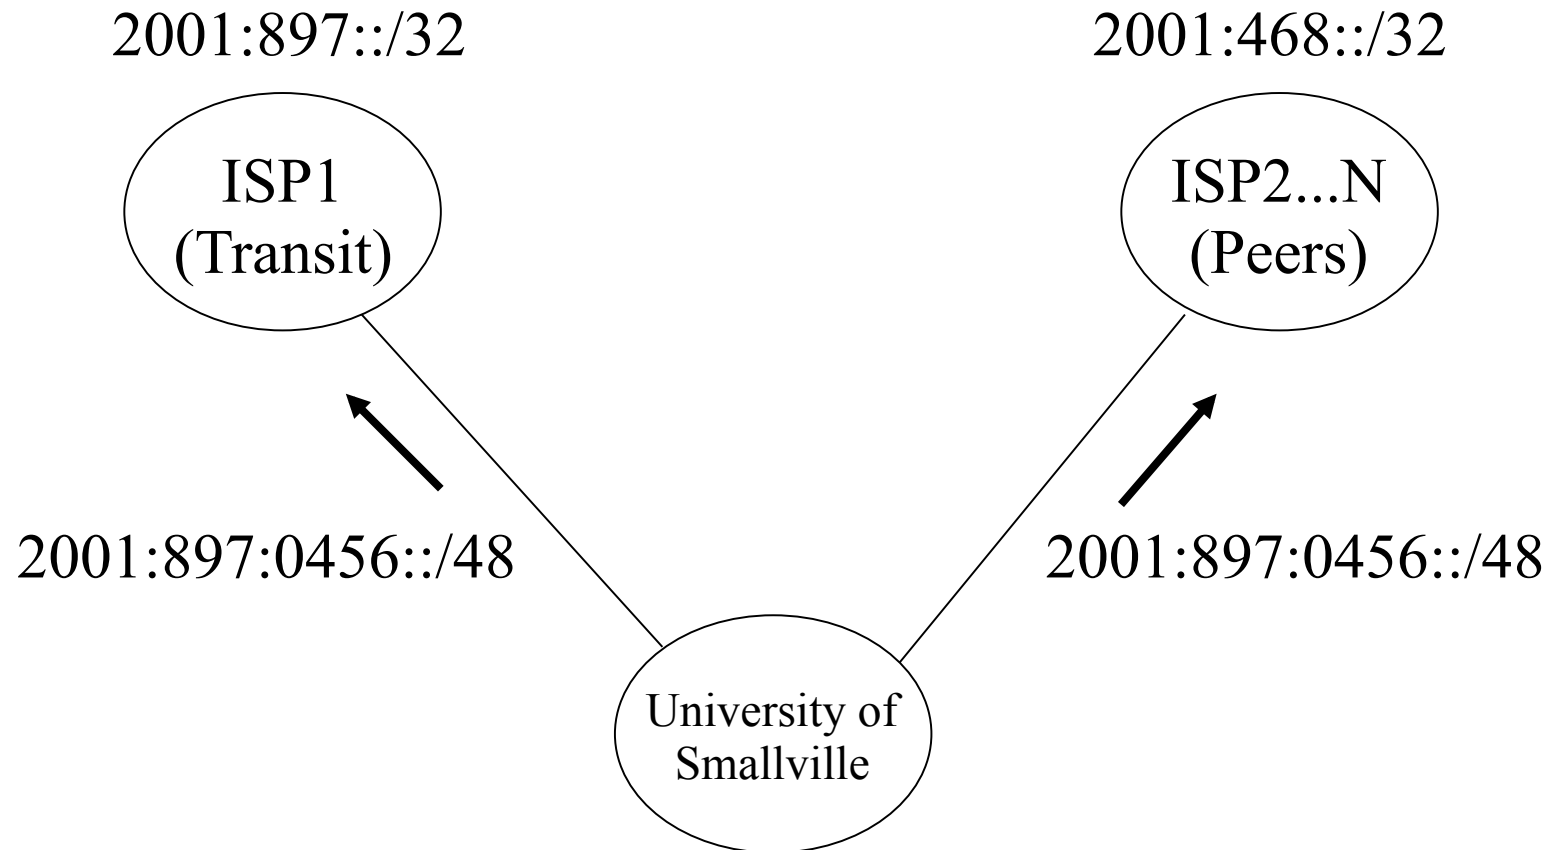 2001:897::/32
2001:468::/32
ISP1
(Transit)
ISP2...N
(Peers)
2001:897:0456::/48
2001:897:0456::/48
University of
Smallville